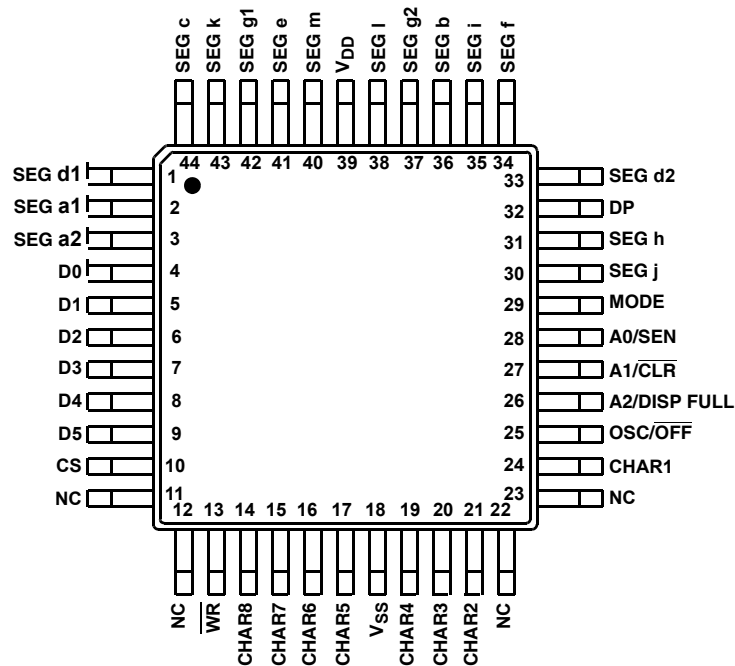 SEG c
SEG k
SEG g1
SEG e
SEG m
VDD
SEG l
SEG g2
SEG b
SEG i
SEG f
44
43
42
41
40
39
38
37
36
35
34
SEG d1
1
33
SEG d2
SEG a1
2
32
DP
SEG a2
3
31
SEG h
D0
4
30
SEG j
D1
5
29
MODE
D2
6
28
A0/SEN
D3
7
27
A1/C̅L̅R̅
D4
8
26
A2/DISP FULL
D5
9
25
OSC/O̅F̅F̅
CS
10
24
CHAR1
NC
11
23
NC
12
13
14
15
16
17
18
19
20
21
22
NC
W̅R̅
CHAR8
CHAR7
CHAR6
CHAR5
VSS
CHAR4
CHAR3
CHAR2
NC